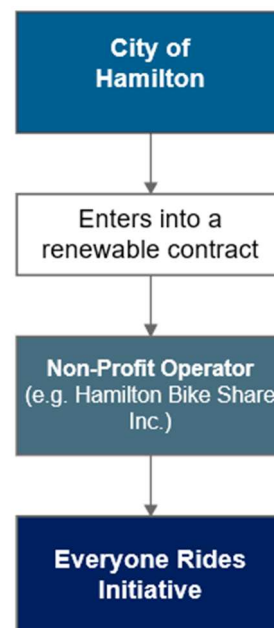 City of
Hamilton
Enters into a
renewable contract
Non-Profit Operator
(e.g. Hamilton Bike Share
Inc.)
Everyone Rides
Initiative